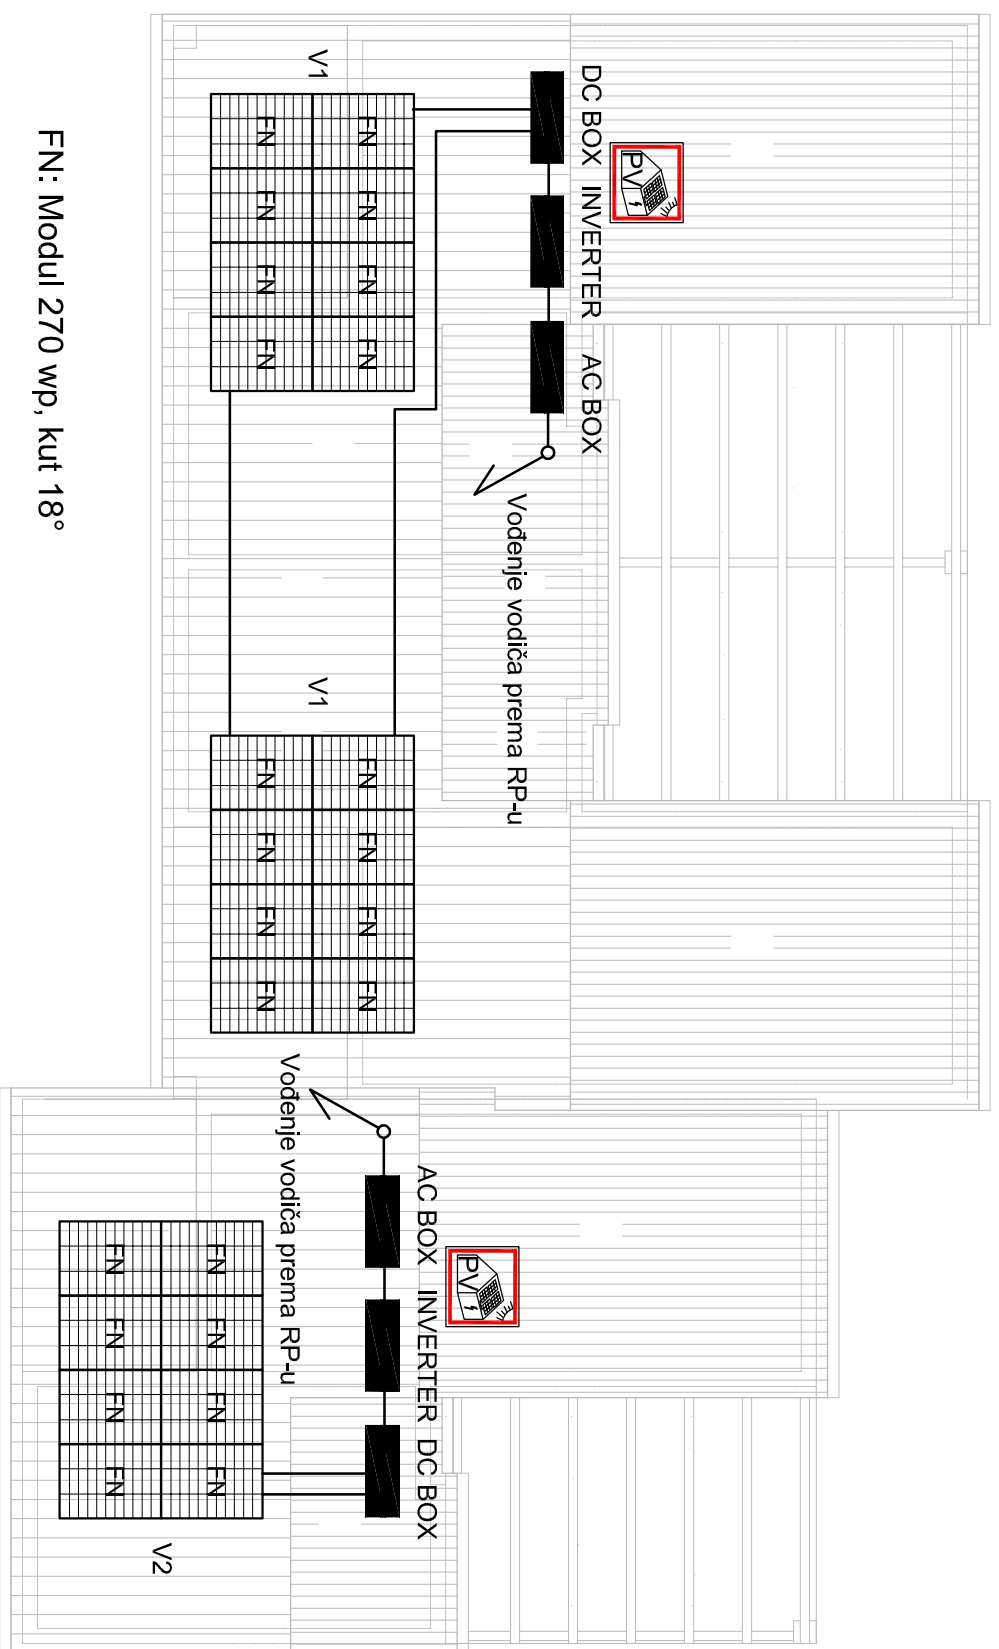 PV
DC BOX INVERTER AC BOX
Vođenje vodiča prema RP-u
V1
FN FN FN FN
FN FN FN FN
V1
FN FN FN FN
FN FN FN FN
PV
AC BOX INVERTER DC BOX
Vođenje vodiča prema RP-u
FN FN FN FN
FN FN FN FN
V2
FN: Modul 270 wp, kut 18°